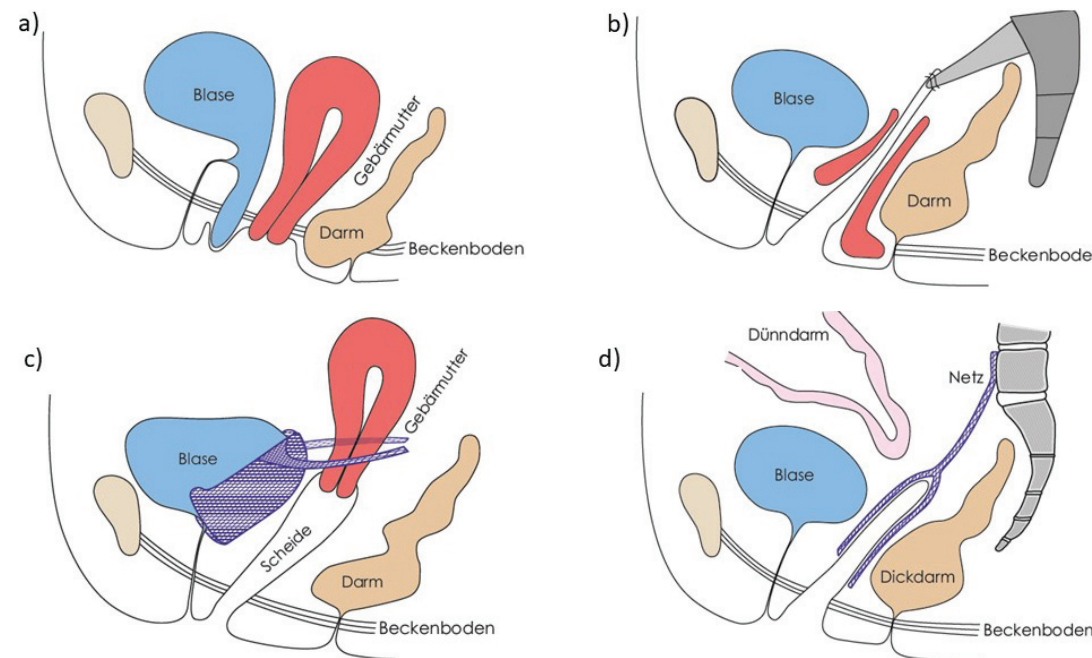 a)
Blase
Gebärmutter
Darm
Beckenboden
b)
Blase
Darm
Beckenbode
c)
Blase
Gebärmutter
Scheide
Darm
Beckenboden
d)
Dünndarm
Netz
Blase
Dickdarm
Beckenboden